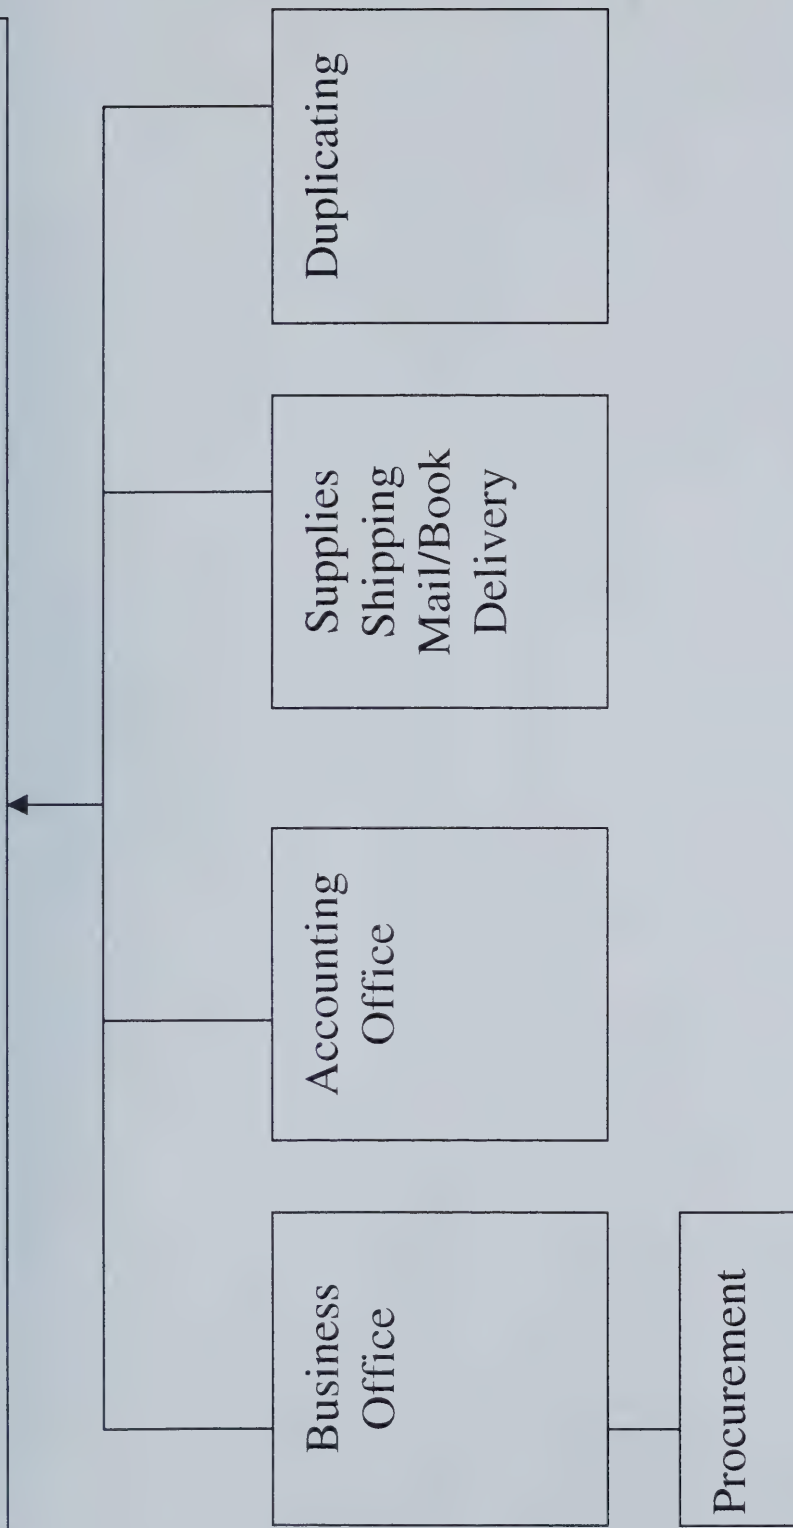 Business
Office
Accounting
Office
Supplies
Shipping
Mail/Book
Delivery
Duplicating
Procurement